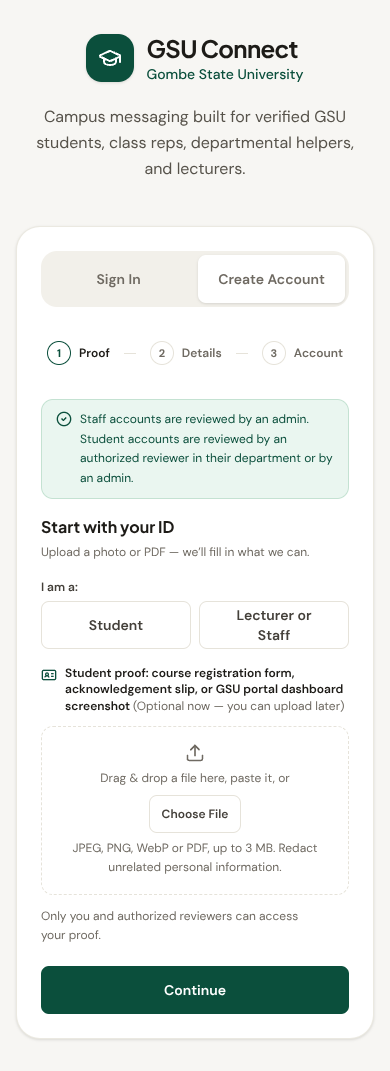 GSU Connect
Gombe State University
Campus messaging built for verified GSU
students, class reps, departmental helpers,
and lecturers.
Sign In
Create Account
1 Proof
2 Details
3 Account
Staff accounts are reviewed by an admin.
Student accounts are reviewed by an
authorized reviewer in their department or by
an admin.
Start with your ID
Upload a photo or PDF — we'll fill in what we can.
I am a:
Student
Lecturer or
Staff
Student proof: course registration form,
acknowledgement slip, or GSU portal dashboard
screenshot (Optional now — you can upload later)
Drag & drop a file here, paste it, or
Choose File
JPEG, PNG, WebP or PDF, up to 3 MB. Redact
unrelated personal information.
Only you and authorized reviewers can access
your proof.
Continue